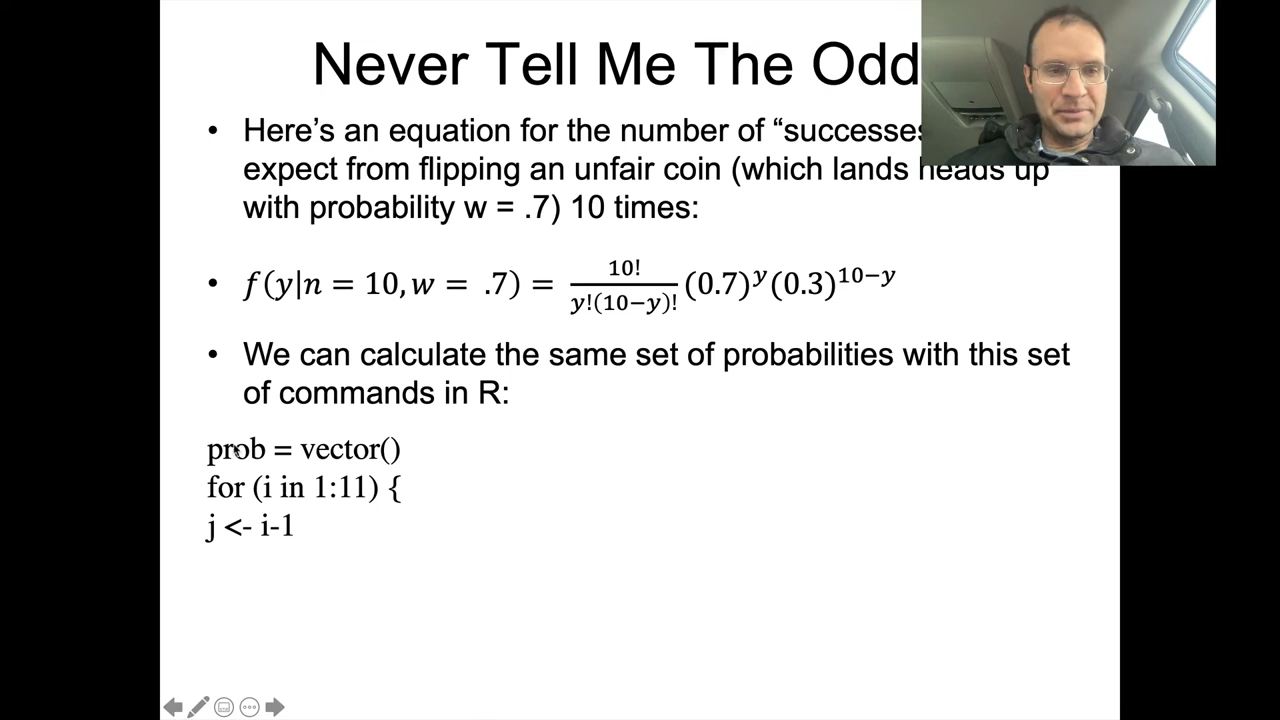 Never Tell Me The Odd
• Here’s an equation for the number of “successes
expect from flipping an unfair coin (which lands heads up
with probability w = .7) 10 times:
• f(y|n = 10, w = .7) = 10!/y!(10−y)! (0.7)^y(0.3)^10−y
• We can calculate the same set of probabilities with this set
of commands in R:
prob = vector()
for (i in 1:11) {
j <- i-1